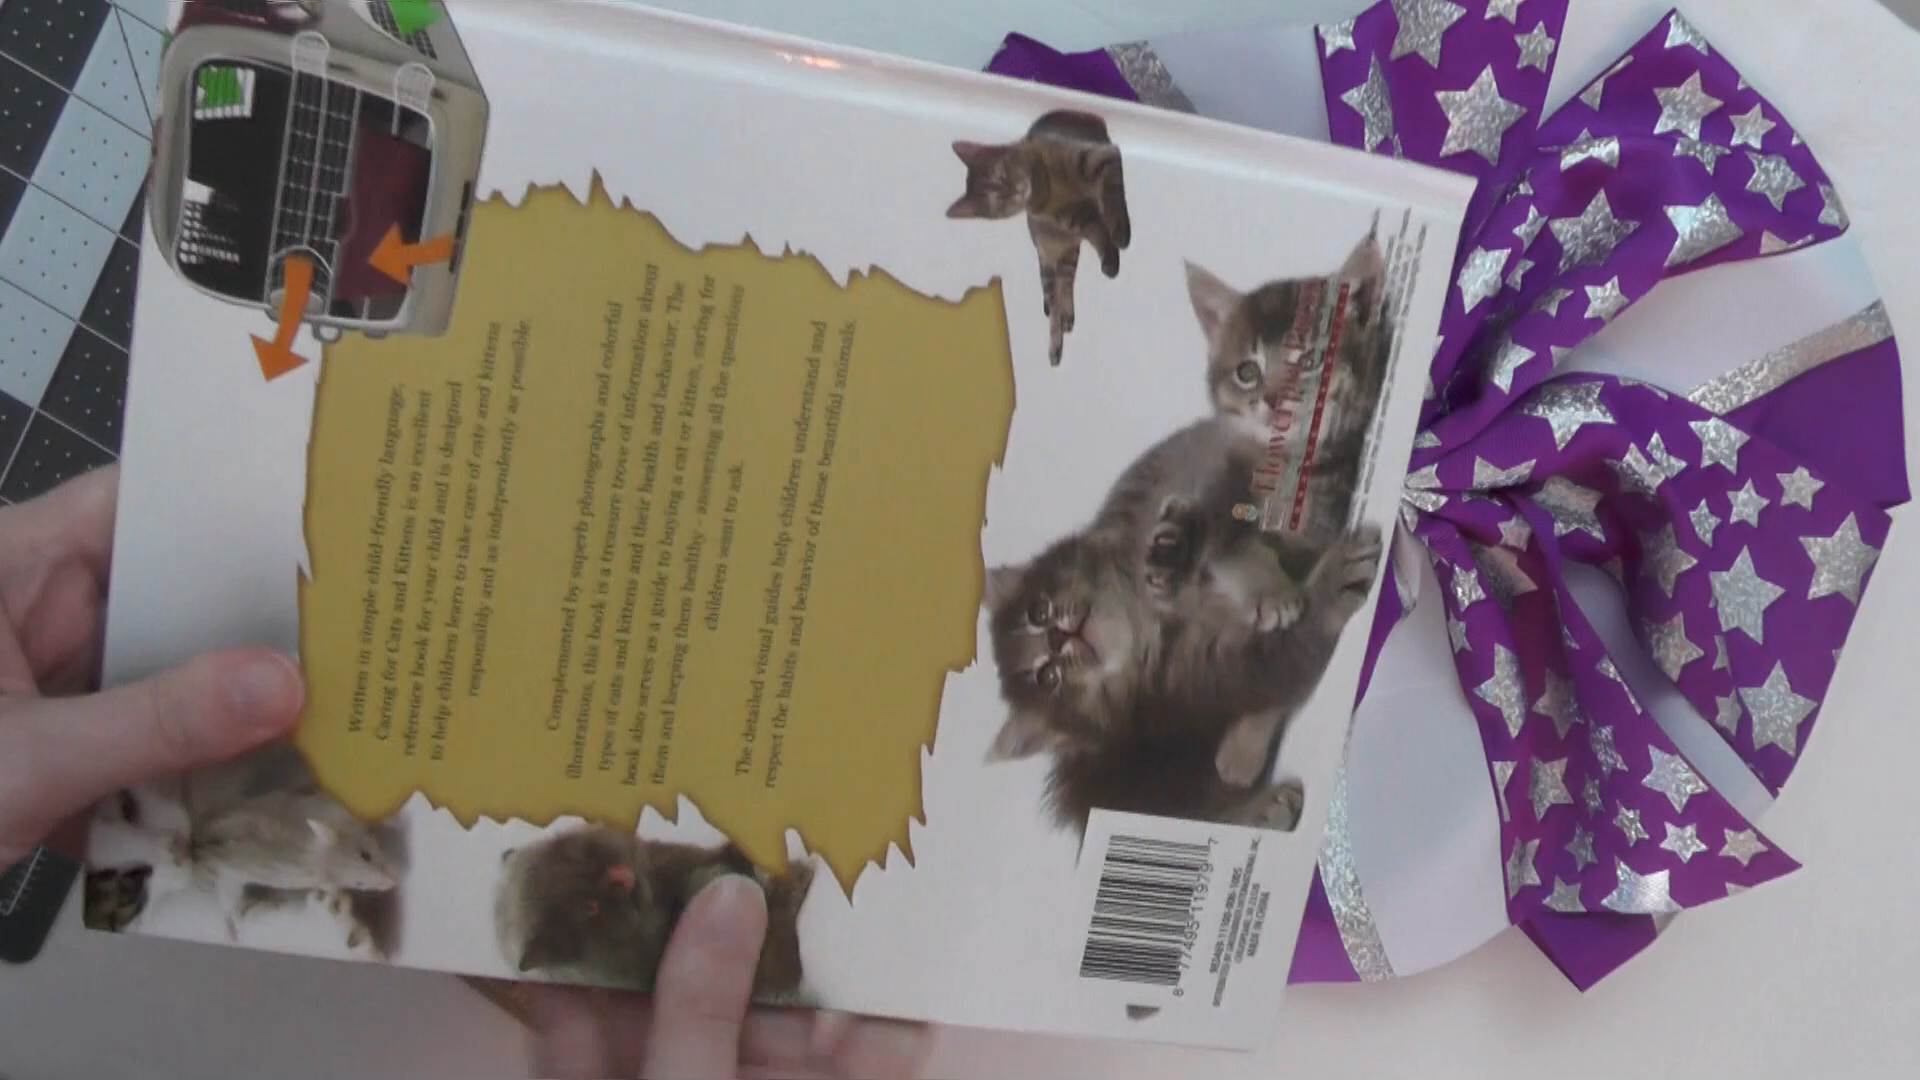 Written in simple child-friendly language,
Caring for Cats and Kittens is an excellent
reference book for your child and is designed
to help children learn to take care of cats and kittens
responsibly and as independently as possible.
Complemented by superb photographs and colorful
illustrations, this book is a treasure trove of information about
types of cats and kittens and their health and behavior. The
book also serves as a guide to buying a cat or kitten, caring for
them and keeping them healthy - answering all the questions
children want to ask.
The detailed visual guides help children understand and
respect the habits and behavior of these beautiful animals.
Flowerpot Press
MADE IN CHINA